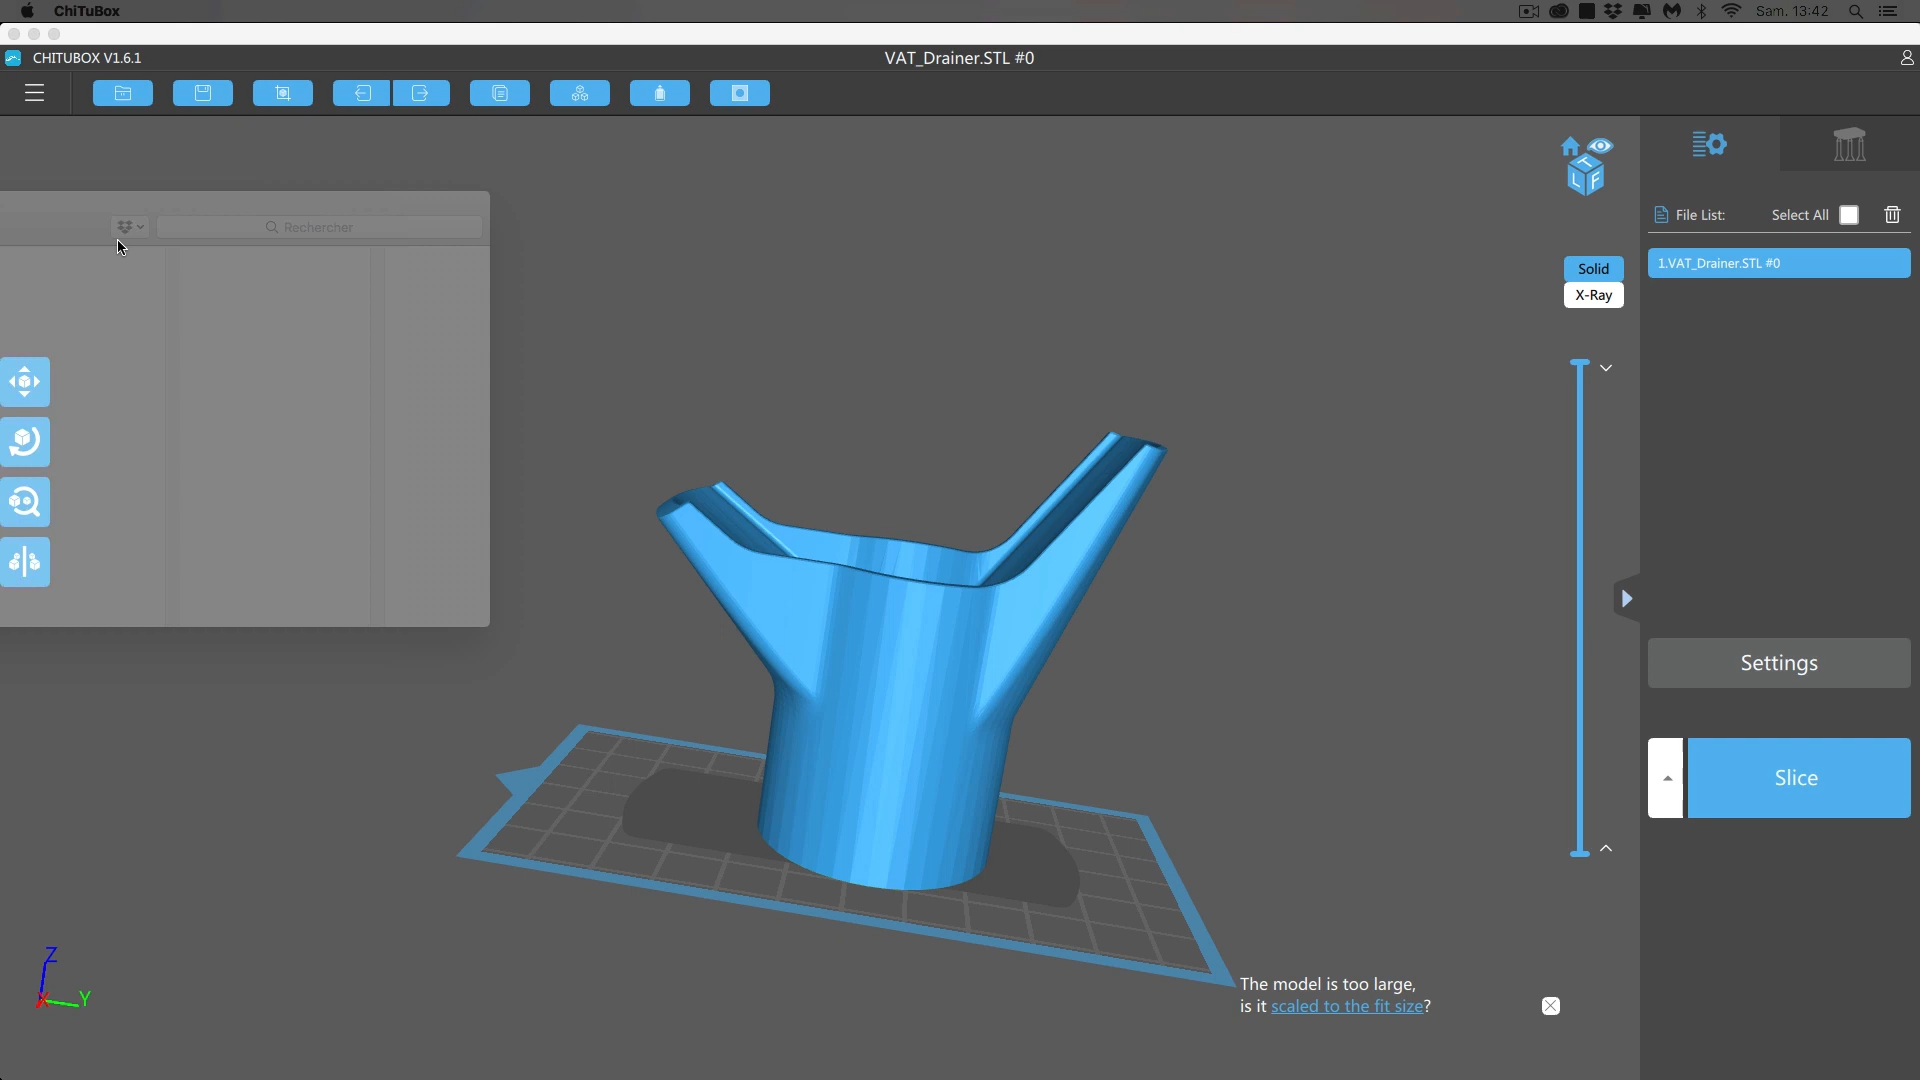 ChiTuBox
Sam. 13:42
CHITUBOX V1.6.1
VAT_Drainer.STL #0
T
L F
File List:
Select All
Rechercher
1.VAT_Drainer.STL #0
Solid
X-Ray
Settings
Slice
Z
X Y
The model is too large,
is it scaled to the fit size?